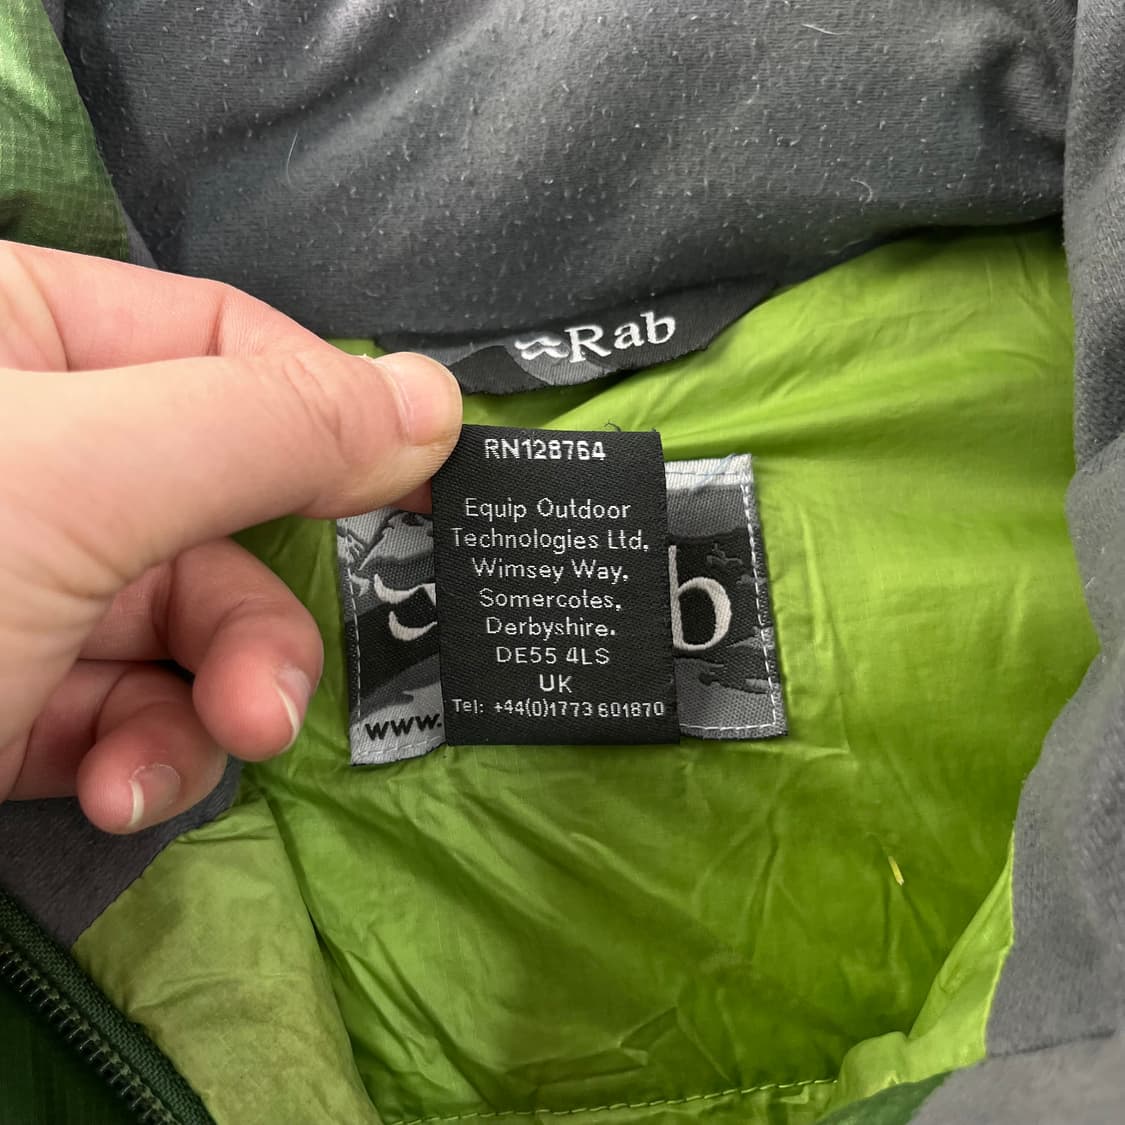 Rab
RN128764
Equip Outdoor
Technologies Ltd,
Wimsey Way,
Somercotes,
Derbyshire.
DE55 4LS
UK
Tel: +44(0)1773 601870
b
www.